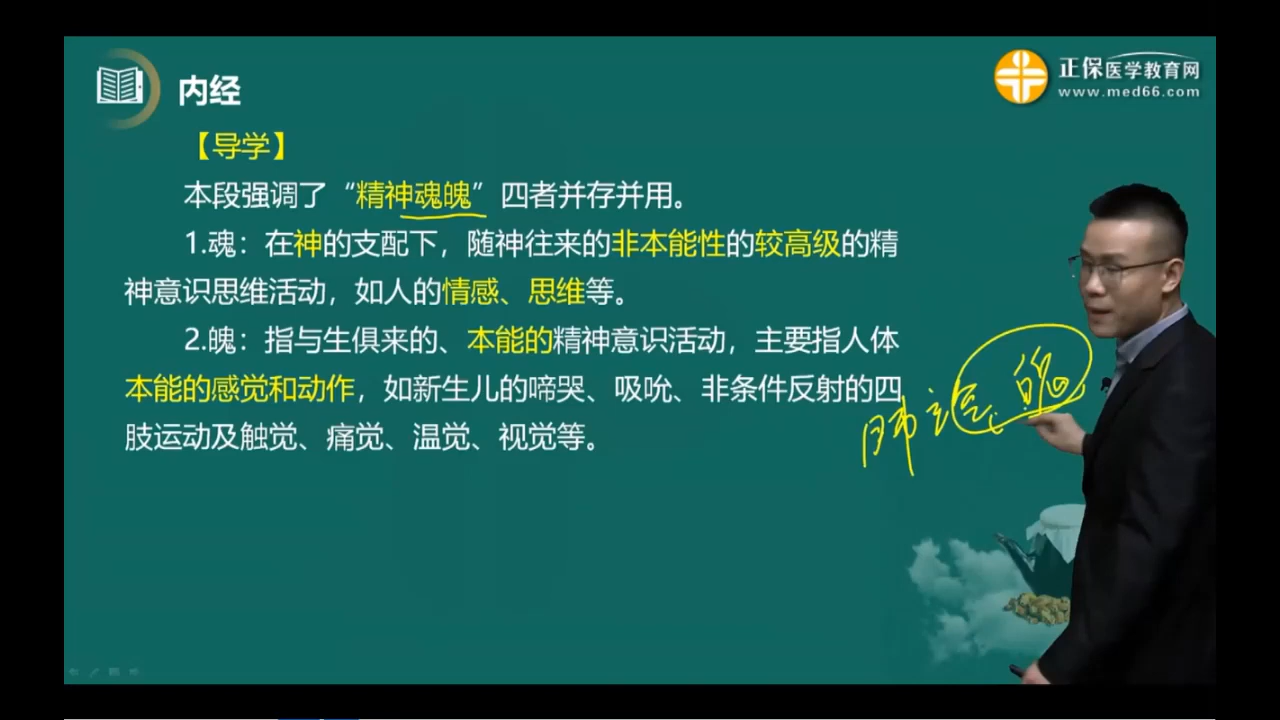 内经
正保医学教育网
www.med66.com
【导学】
本段强调了“精神魂魄”四者并存并用。
1.魂：在神的支配下，随神往来的非本能性的较高级的精
神意识思维活动，如人的情感、思维等。
2.魄：指与生俱来的、本能的精神意识活动，主要指人体
本能的感觉和动作，如新生儿的啼哭、吸吮、非条件反射的四
肢运动及触觉、痛觉、温觉、视觉等。
肺
魄